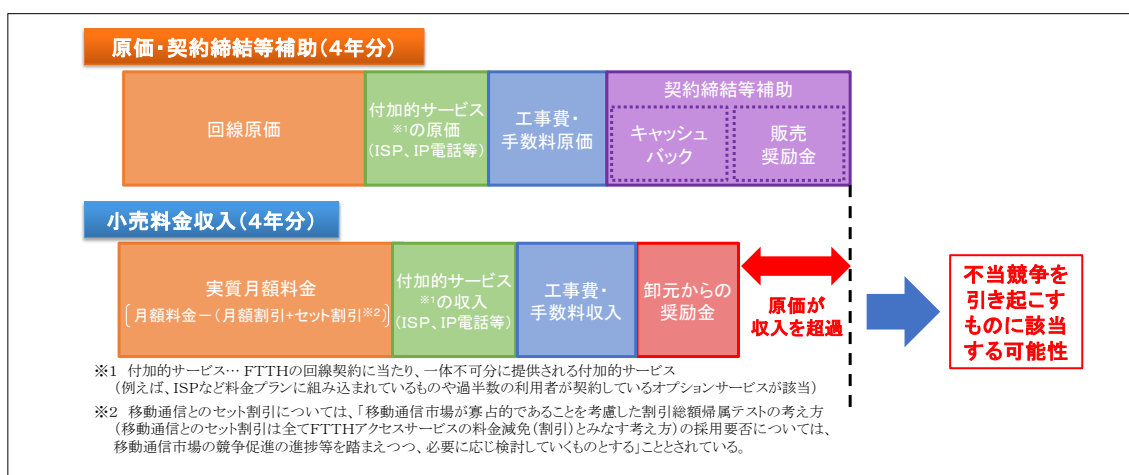 原価・契約締結等補助(4年分)
回線原価
付加的サービス
※1の原価
(ISP、IP電話等)
工事費・
手数料原価
契約締結等補助
キャッシュ
バック
販売
奨励金
小売料金収入(4年分)
実質月額料金
[月額料金－(月額割引+セット割引※2)]
付加的サービス
※1の収入
(ISP、IP電話等)
工事費・
手数料収入
卸元からの
奨励金
原価が
収入を超過
不当競争を
引き起こす
ものに該当
する可能性
※1 付加的サービス… FTTHの回線契約に当たり、一体不可分に提供される付加的サービス
(例えば、ISPなど料金プランに組み込まれているものや過半数の利用者が契約しているオプションサービスが該当)
※2 移動通信とのセット割引については、「移動通信市場が寡占的であることを考慮した割引総額帰属テストの考え方
(移動通信とのセット割引は全てFTTHアクセスサービスの料金減免(割引)とみなす考え方)の採用要否については、
移動通信市場の競争促進の進捗等を踏まえつつ、必要に応じ検討していくものとする」こととされている。